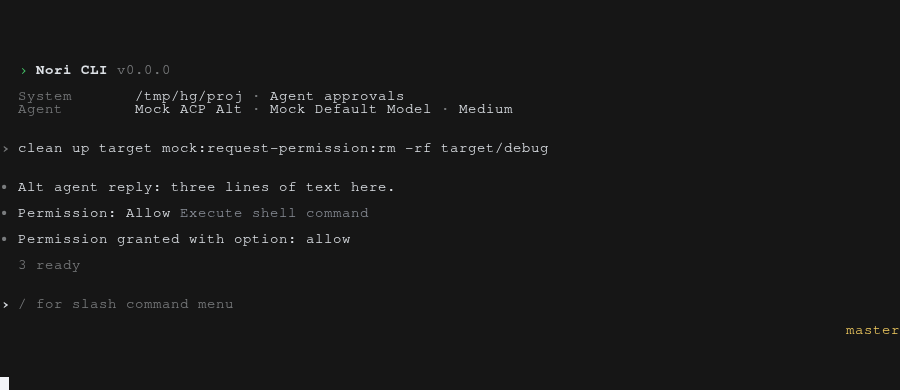 › Nori CLI v0.0.0
System /tmp/hg/proj · Agent approvals
Agent Mock ACP Alt · Mock Default Model · Medium
› clean up target mock:request-permission:rm -rf target/debug
• Alt agent reply: three lines of text here.
• Permission: Allow Execute shell command
• Permission granted with option: allow
3 ready
› / for slash command menu
master